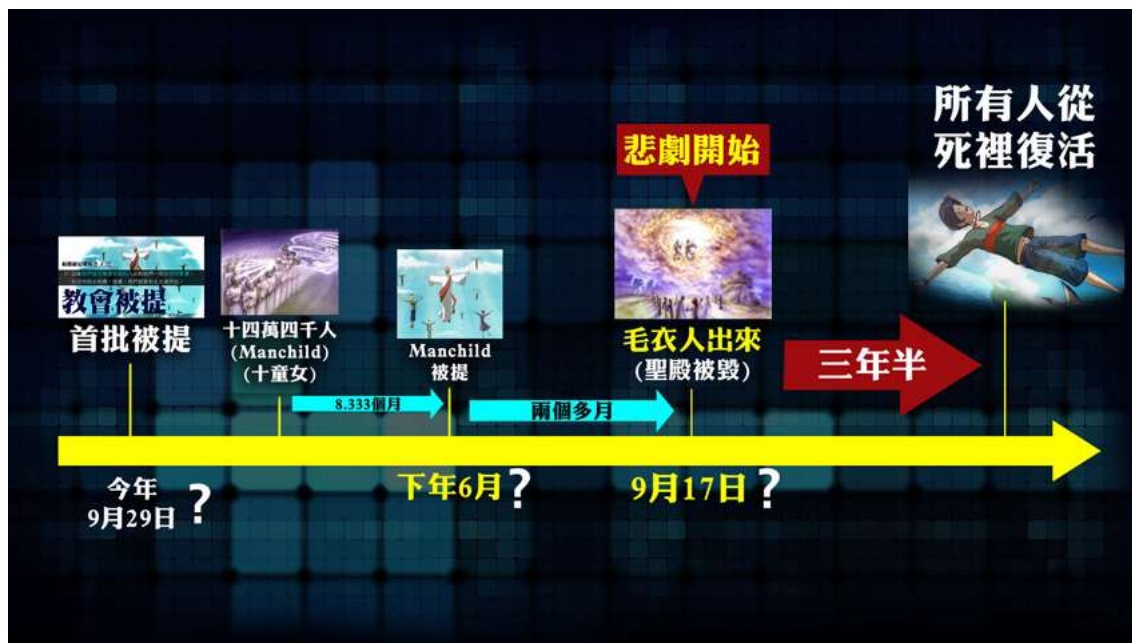 悲劇開始
所有人從
死裡復活
教會被提
首批被提
十四萬四千人
(Manchild)
(十童女)
8.333個月
Manchild
被提
兩個多月
毛衣人出來
(聖殿被毀)
三年半
今年
9月29日?
下年6月?
9月17日?